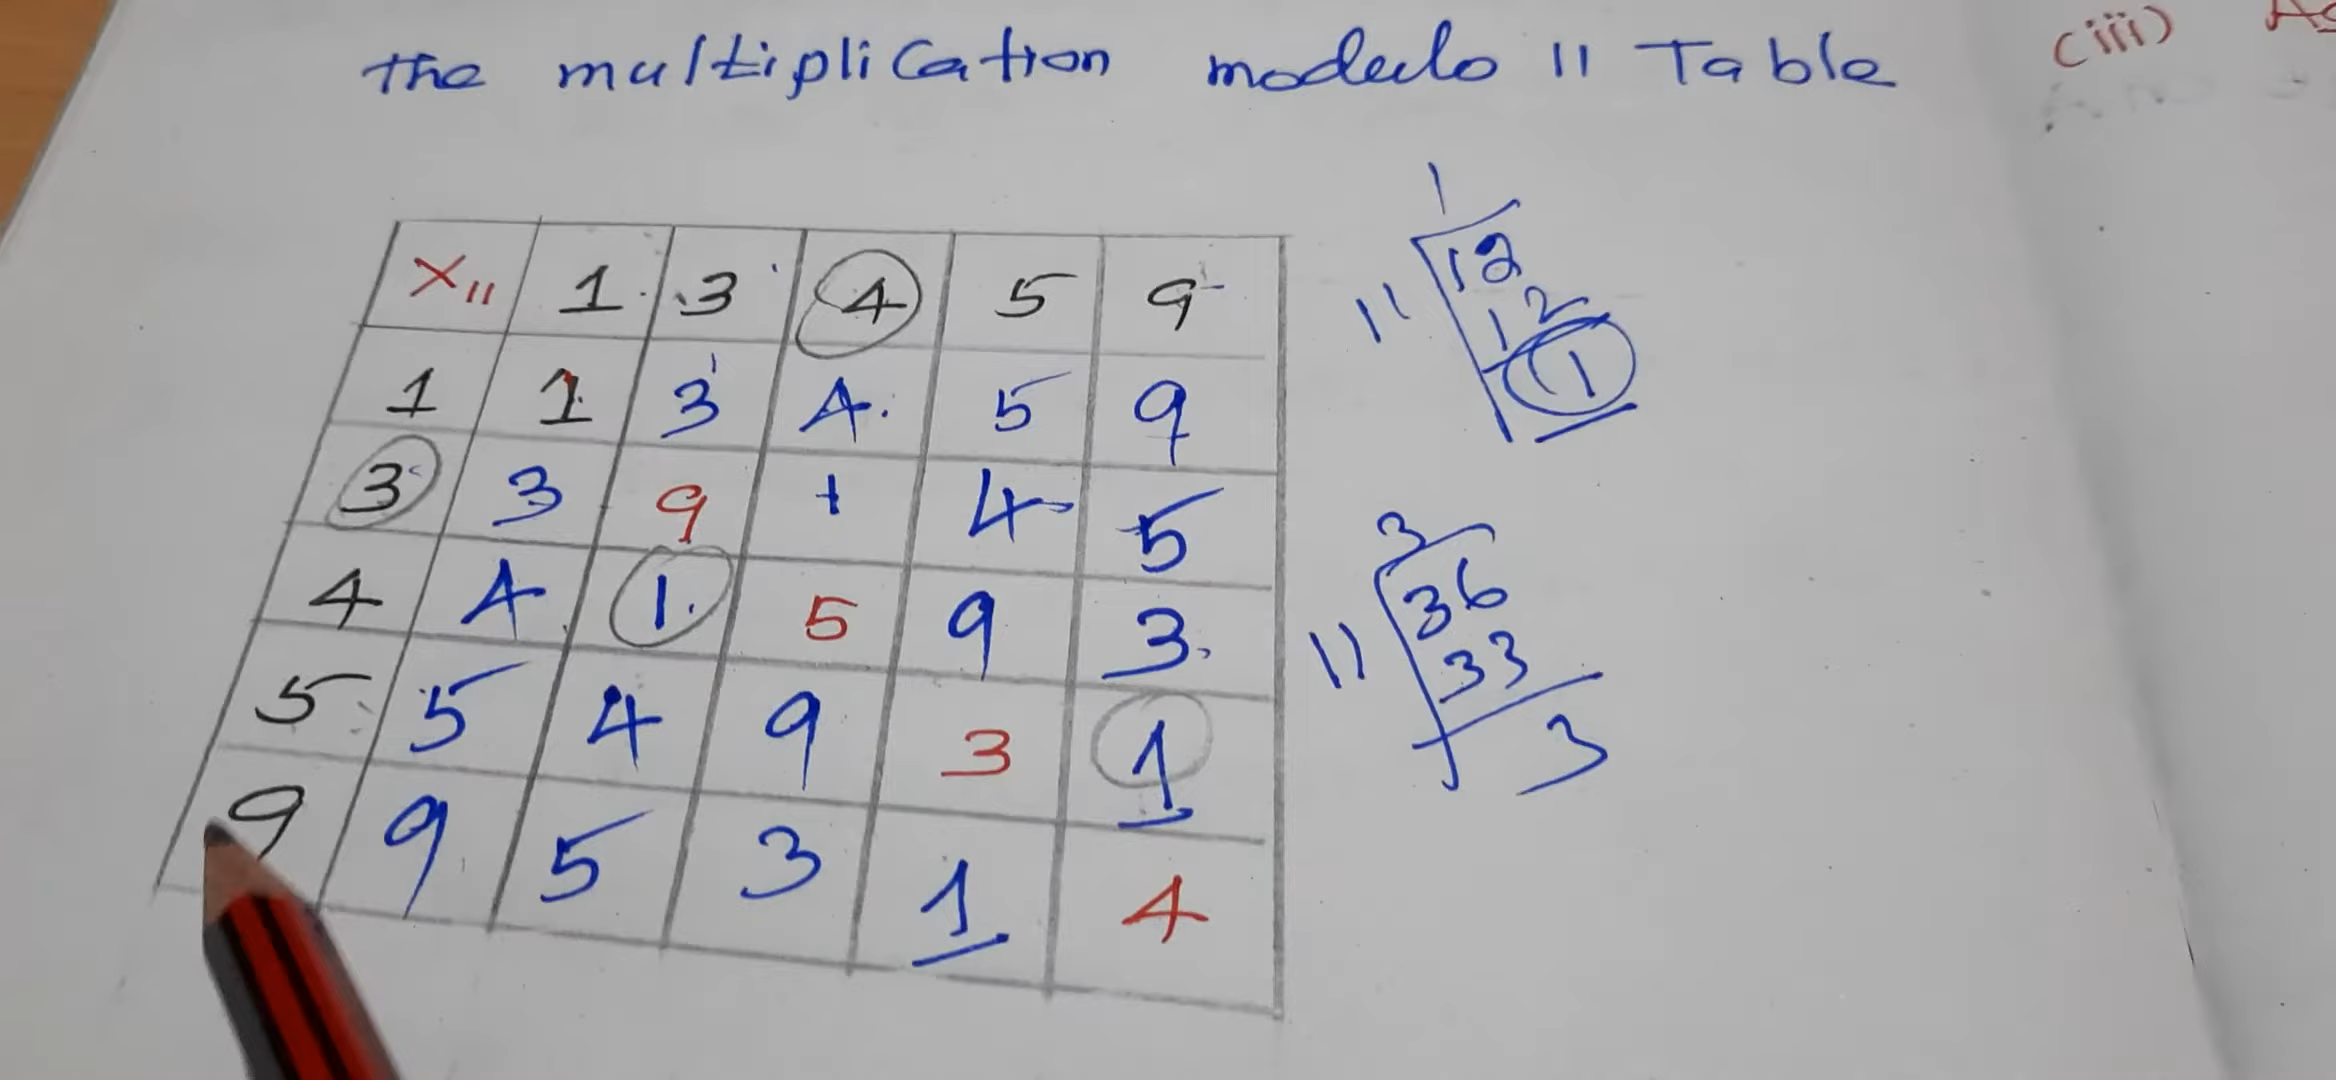 the multiplication modulo 11 Table
(iii)
×11 1 3 4 5 9
1 1 3 4 5 9
3 3 9 1 4 5
4 4 1 5 9 3
5 5 4 9 3 1
9 9 5 3 1 4
1
11 12
12
1
3
11 36
33
3